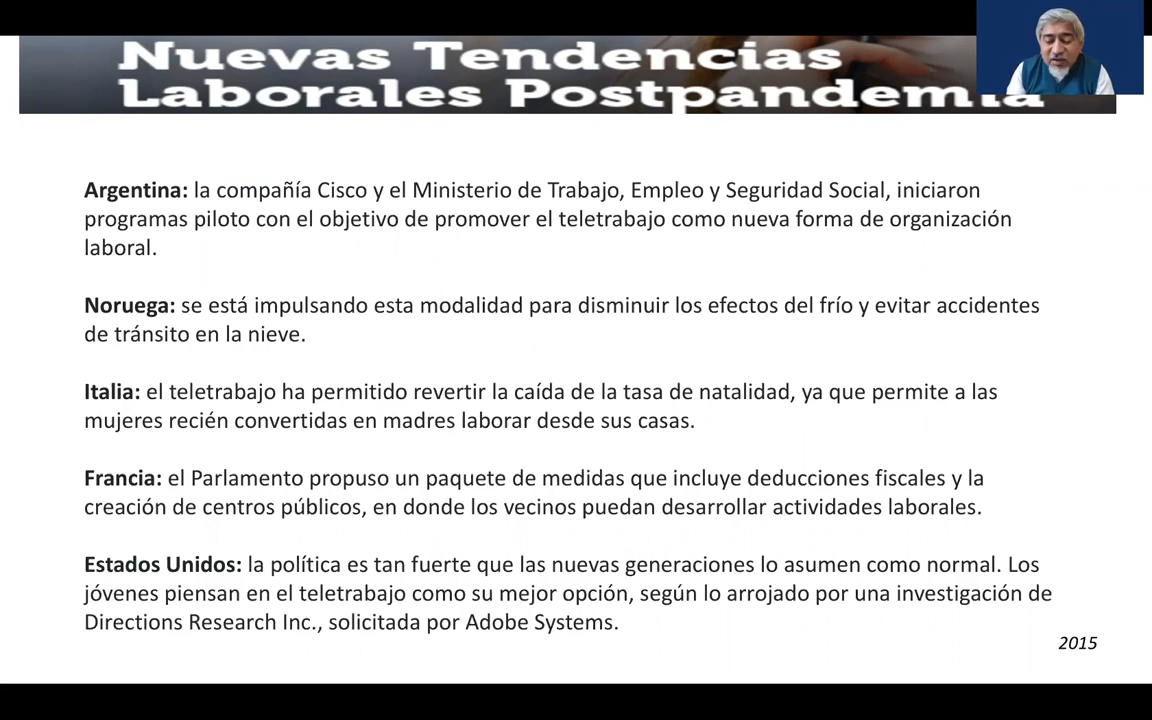 Nuevas Tendencias
Laborales Postpandemia
Argentina: la compañía Cisco y el Ministerio de Trabajo, Empleo y Seguridad Social, iniciaron
programas piloto con el objetivo de promover el teletrabajo como nueva forma de organización
laboral.
Noruega: se está impulsando esta modalidad para disminuir los efectos del frío y evitar accidentes
de tránsito en la nieve.
Italia: el teletrabajo ha permitido revertir la caída de la tasa de natalidad, ya que permite a las
mujeres recién convertidas en madres laborar desde sus casas.
Francia: el Parlamento propuso un paquete de medidas que incluye deducciones fiscales y la
creación de centros públicos, en donde los vecinos puedan desarrollar actividades laborales.
Estados Unidos: la política es tan fuerte que las nuevas generaciones lo asumen como normal. Los
jóvenes piensan en el teletrabajo como su mejor opción, según lo arrojado por una investigación de
Directions Research Inc., solicitada por Adobe Systems.
2015